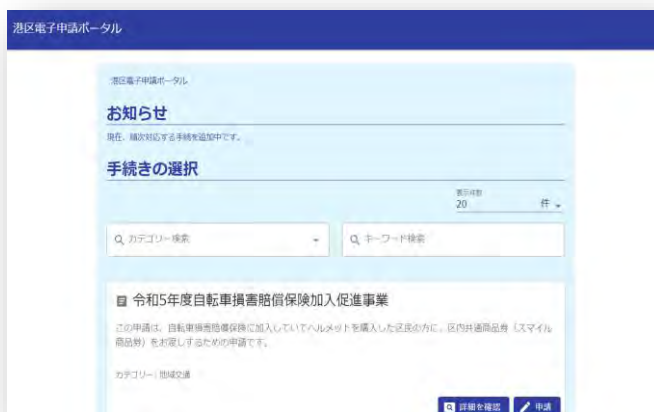 港区電子申請ポータル
港区電子申請ポータル
お知らせ
現在、順次対応する手続を追加中です。
手続きの選択
表示件数
20 件
カテゴリー検索 キーワード検索
令和5年度自転車損害賠償保険加入促進事業
この申請は、自転車損害賠償保険に加入していてヘルメットを購入した区民の方に、区内共通商品券（スマイル
商品券）をお渡しするための申請です。
カテゴリー：地域交通
詳細を確認 申請